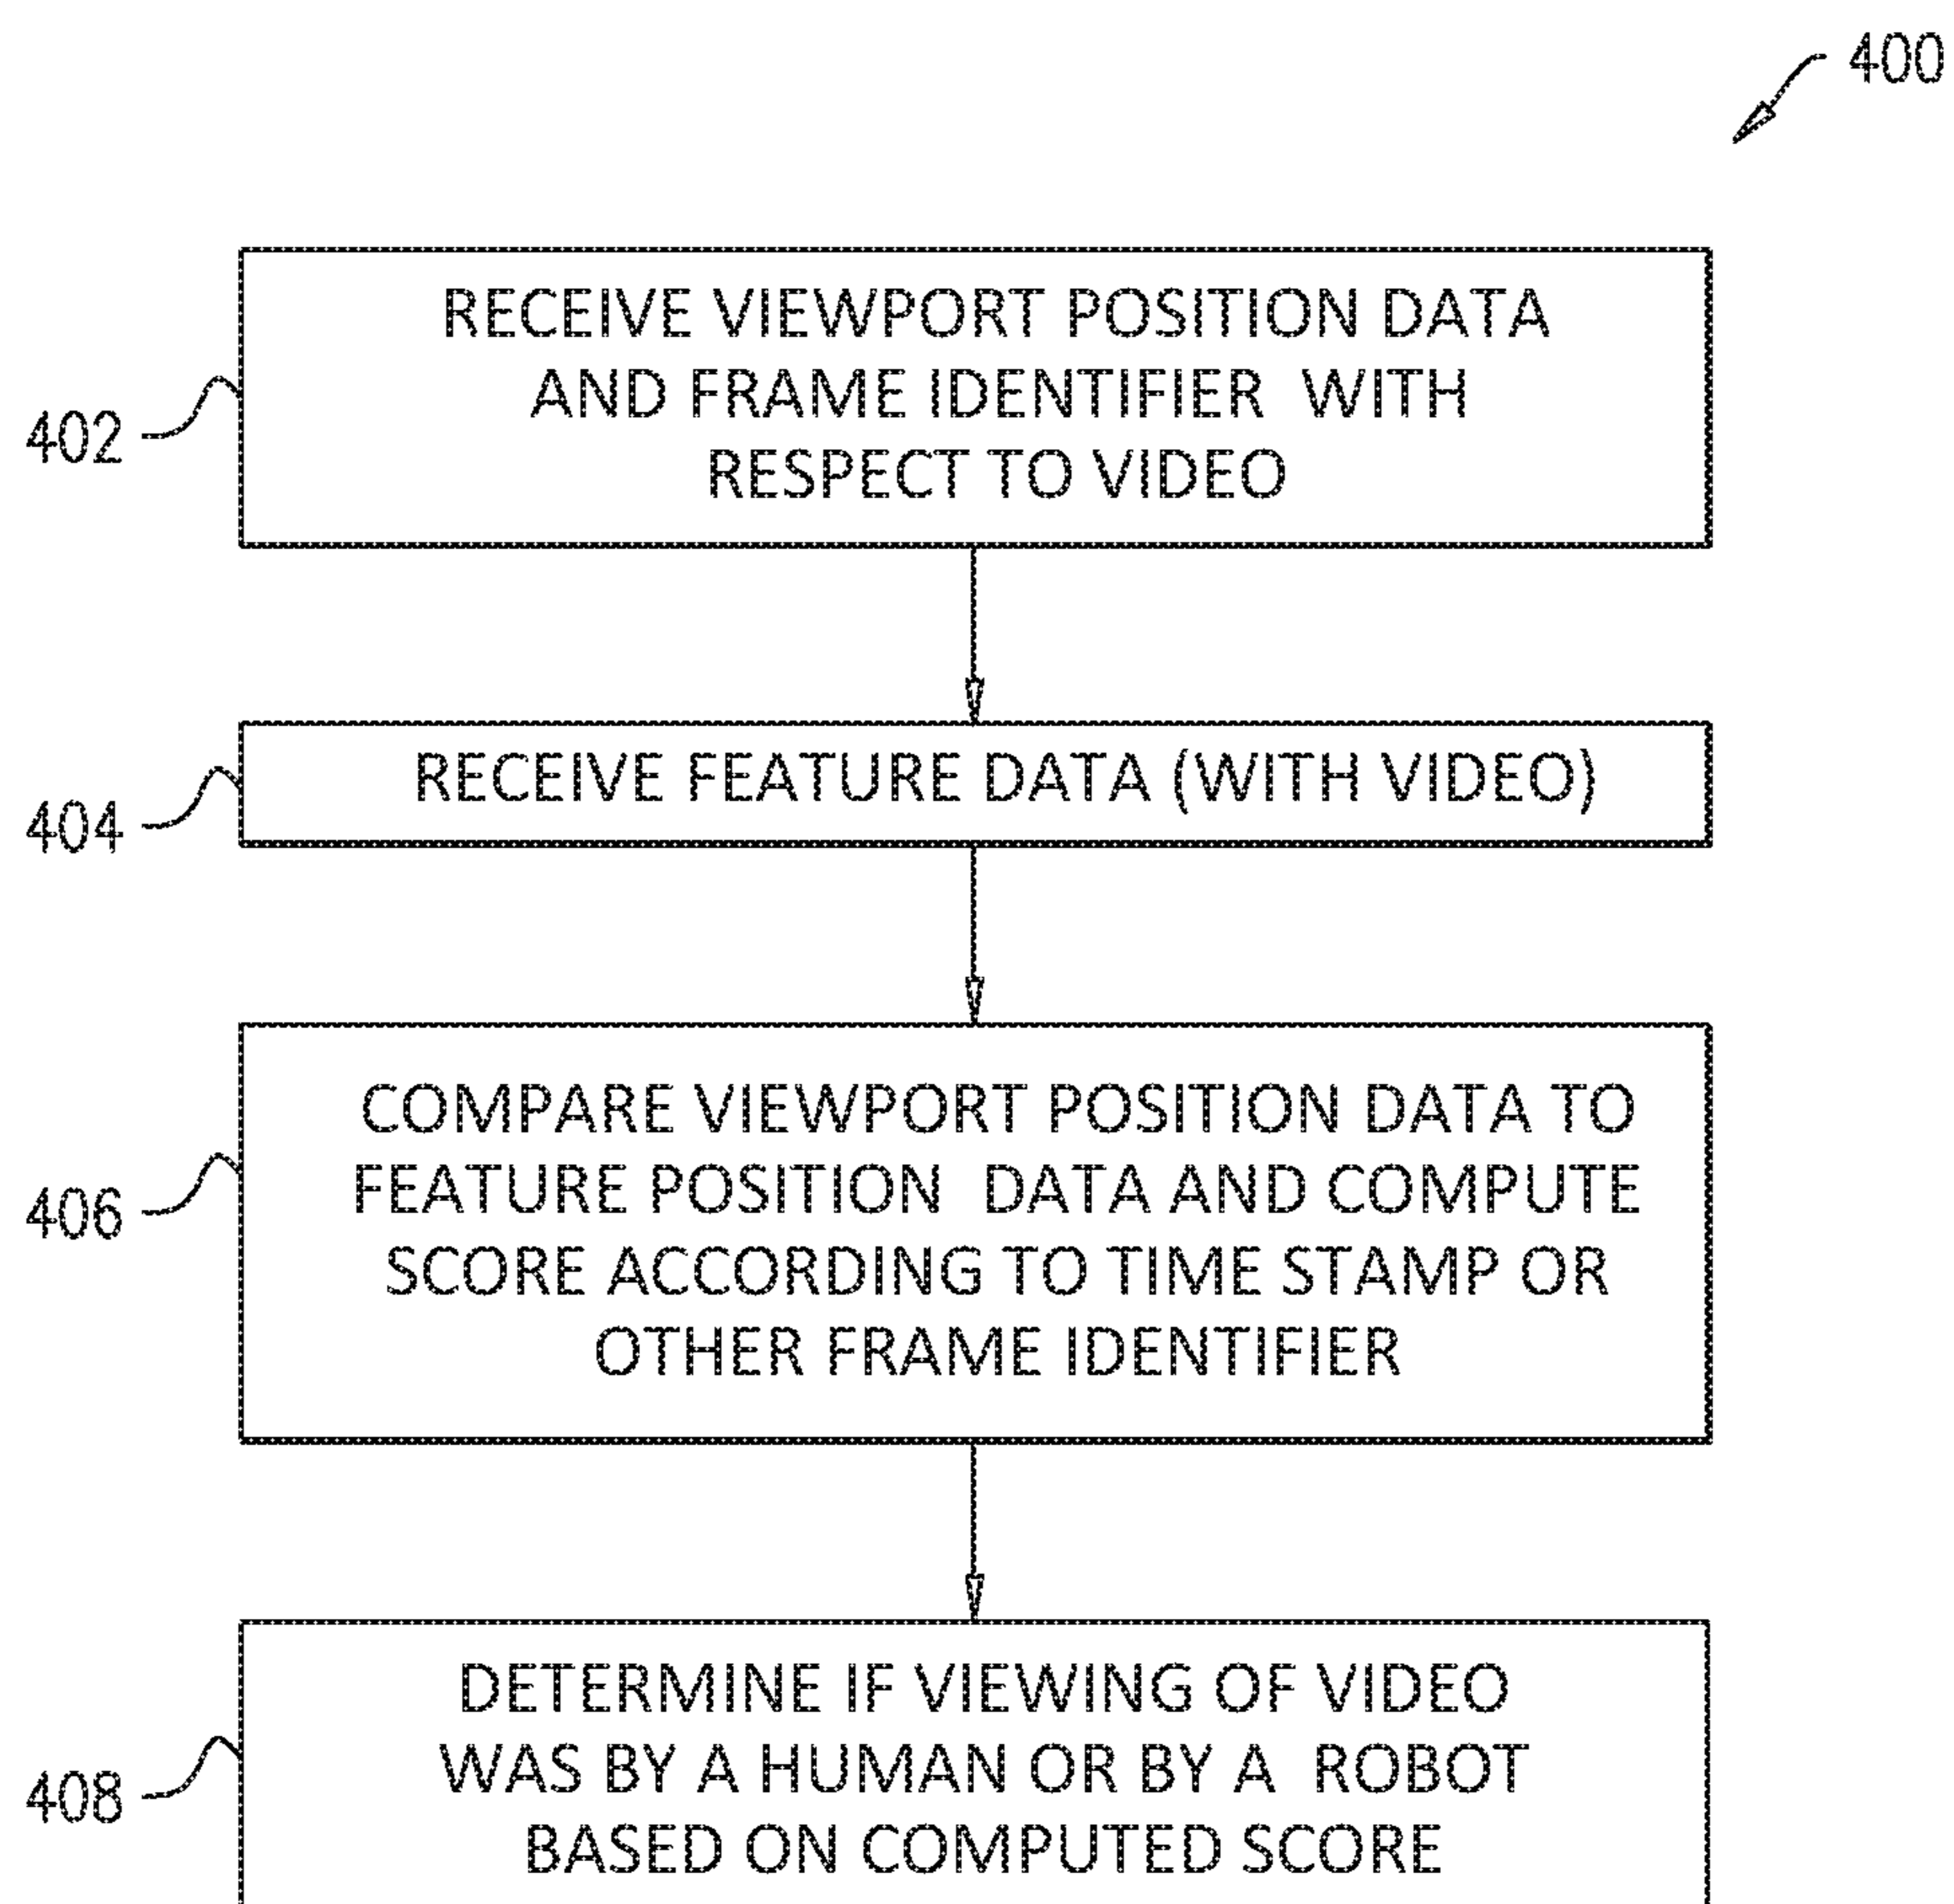 400
RECEIVE VIEWPORT POSITION DATA
AND FRAME IDENTIFIER WITH
RESPECT TO VIDEO
402
RECEIVE FEATURE DATA (WITH VIDEO)
404
COMPARE VIEWPORT POSITION DATA TO
FEATURE POSITION DATA AND COMPUTE
SCORE ACCORDING TO TIME STAMP OR
OTHER FRAME IDENTIFIER
406
DETERMINE IF VIEWING OF VIDEO
WAS BY A HUMAN OR BY A ROBOT
BASED ON COMPUTED SCORE
408